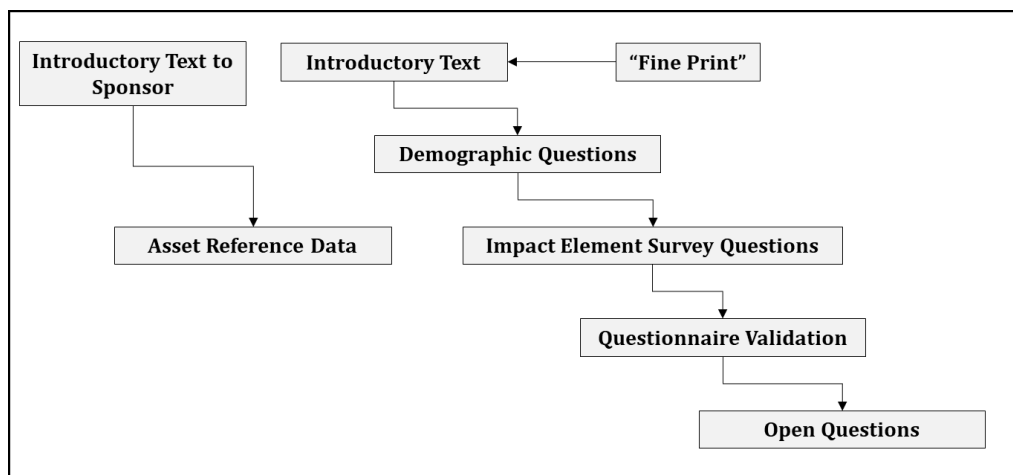 Introductory Text to
Sponsor
Introductory Text
“Fine Print”
Demographic Questions
Asset Reference Data
Impact Element Survey Questions
Questionnaire Validation
Open Questions